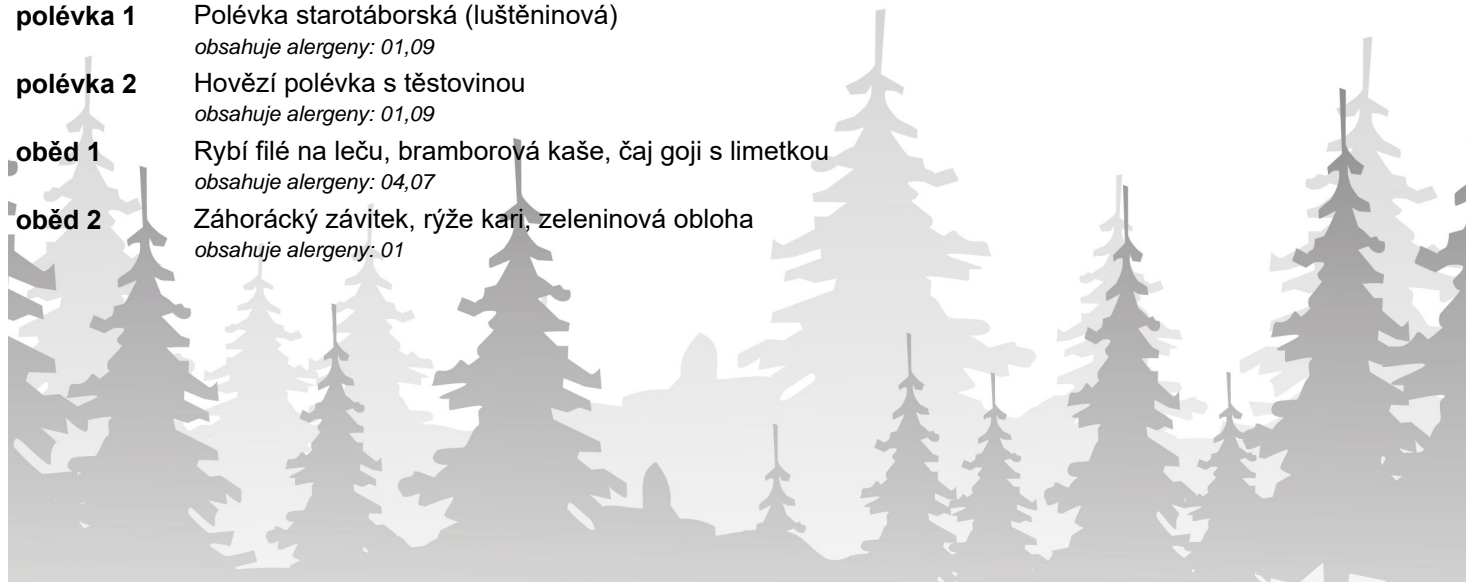 polévka 1 Polévka starotáborská (luštěninová)
obsahuje alergeny: 01,09
polévka 2 Hovězí polévka s těstovinou
obsahuje alergeny: 01,09
oběd 1 Rybí filé na leču, bramborová kaše, čaj goji s limetkou
obsahuje alergeny: 04,07
oběd 2 Záhorácký závitek, rýže kari, zeleninová obloha
obsahuje alergeny: 01